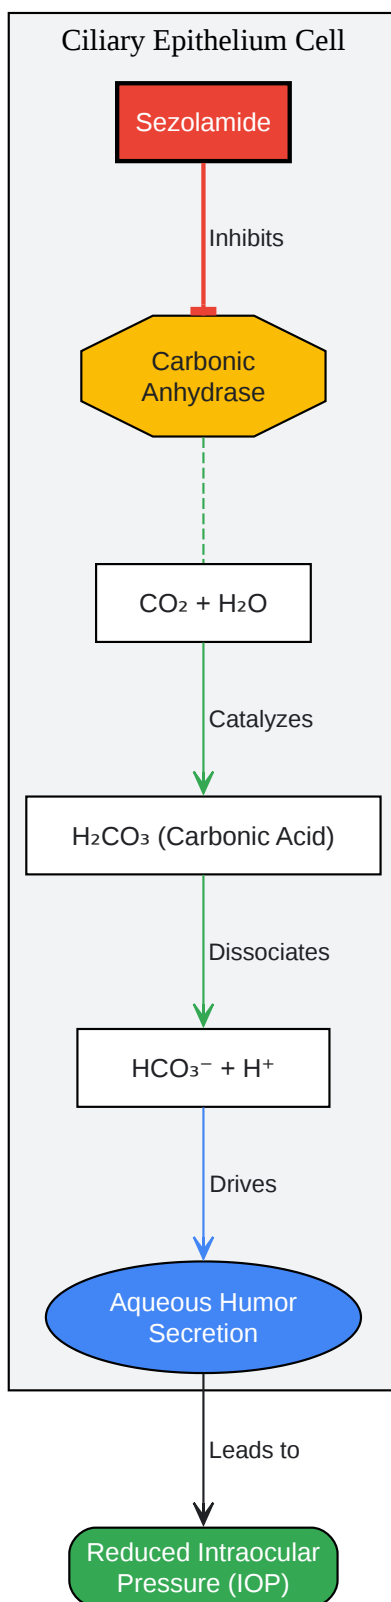 Ciliary Epithelium Cell
Sezolamide
Inhibits
Carbonic
Anhydrase
CO₂ + H₂O
Catalyzes
H₂CO₃ (Carbonic Acid)
Dissociates
HCO₃⁻ + H⁺
Drives
Aqueous Humor
Secretion
Leads to
Reduced Intraocular
Pressure (IOP)